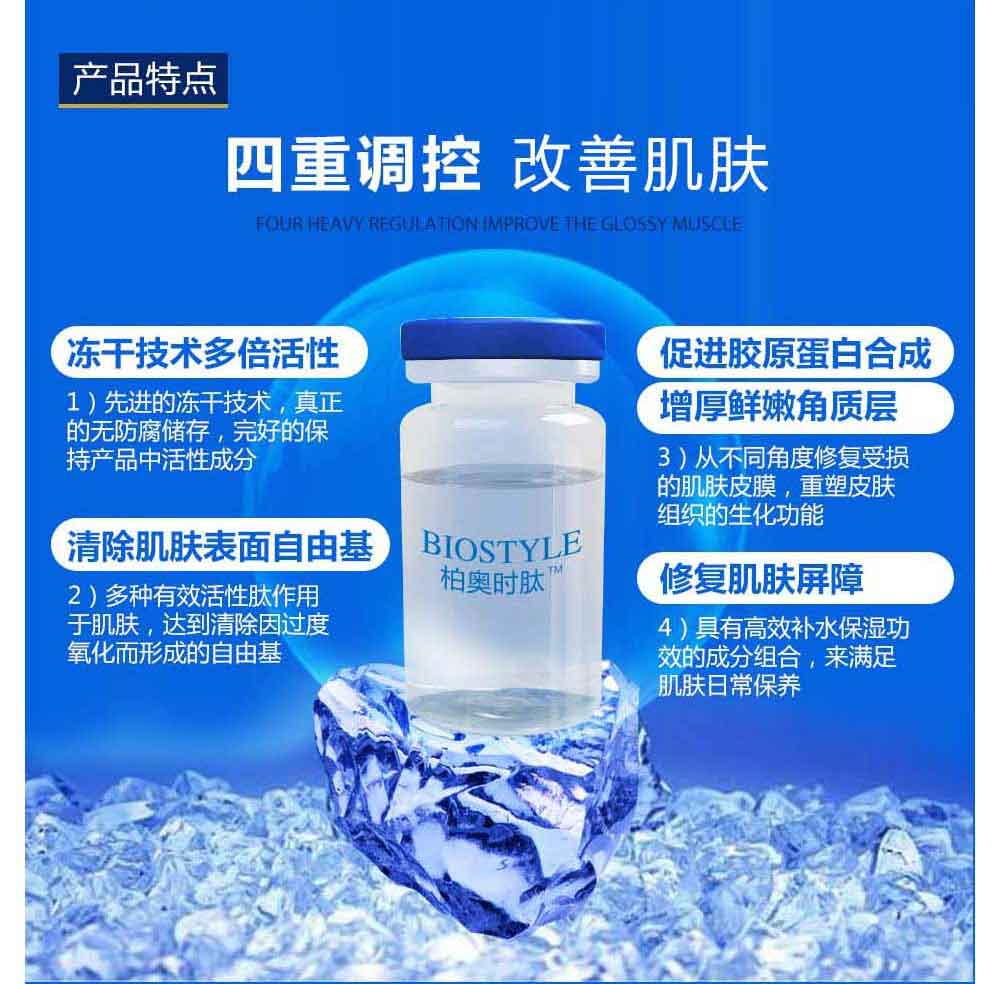 产品特点
四重调控 改善肌肤
FOUR HEAVY REGULATION IMPROVE THE GLOSSY MUSCLE
冻干技术多倍活性
1）先进的冻干技术，真正
的无防腐储存，完好的保
持产品中活性成分
清除肌肤表面自由基
2）多种有效活性肽作用
于肌肤，达到清除因过度
氧化而形成的自由基
BIOSTYLE
柏奥时肽™
促进胶原蛋白合成
增厚鲜嫩角质层
3）从不同角度修复受损
的肌肤皮膜，重塑皮肤
组织的生化功能
修复肌肤屏障
4）具有高效补水保湿功
效的成分组合，来满足
肌肤日常保养